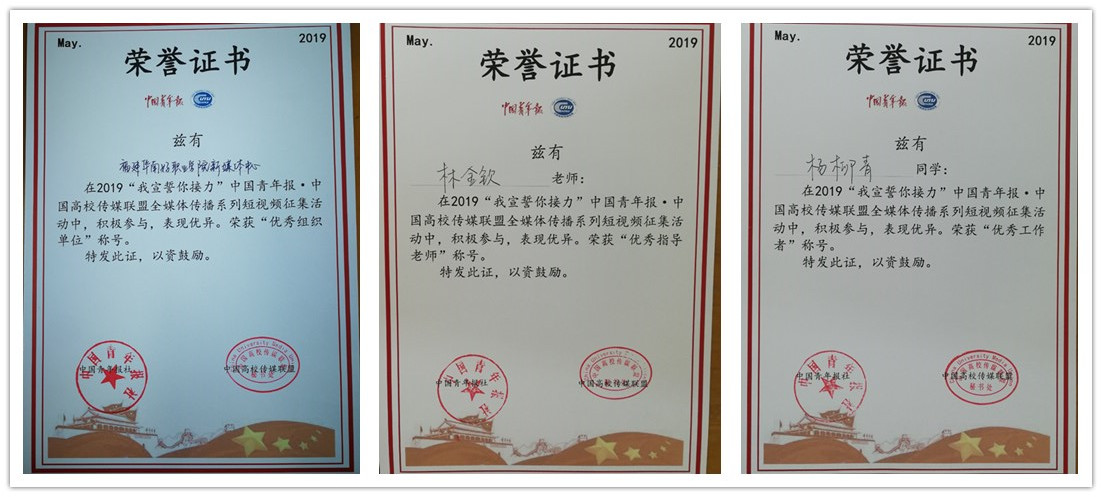 May.
2019
荣誉证书
中国青年报
兹有
福建华南女职业学院新媒体中心
在2019“我宣誓你接力”中国青年报·中
国高校传媒联盟全媒体传播系列短视频征集活
动中，积极参与，表现优异。荣获“优秀组织
单位”称号。
特发此证，以资鼓励。
中国青年报社
中国高校传媒联盟
May.
2019
荣誉证书
中国青年报
兹有
林金钦 老师：
在2019“我宣誓你接力”中国青年报·中
国高校传媒联盟全媒体传播系列短视频征集活
动中，积极参与，表现优异。荣获“优秀指导
老师”称号。
特发此证，以资鼓励。
中国青年报社
中国高校传媒联盟
May.
2019
荣誉证书
中国青年报
兹有
杨柳青 同学：
在2019“我宣誓你接力”中国青年报·中
国高校传媒联盟全媒体传播系列短视频征集活
动中，积极参与，表现优异。荣获“优秀工作
者”称号。
特发此证，以资鼓励。
中国青年报社
中国高校传媒联盟
秘书处